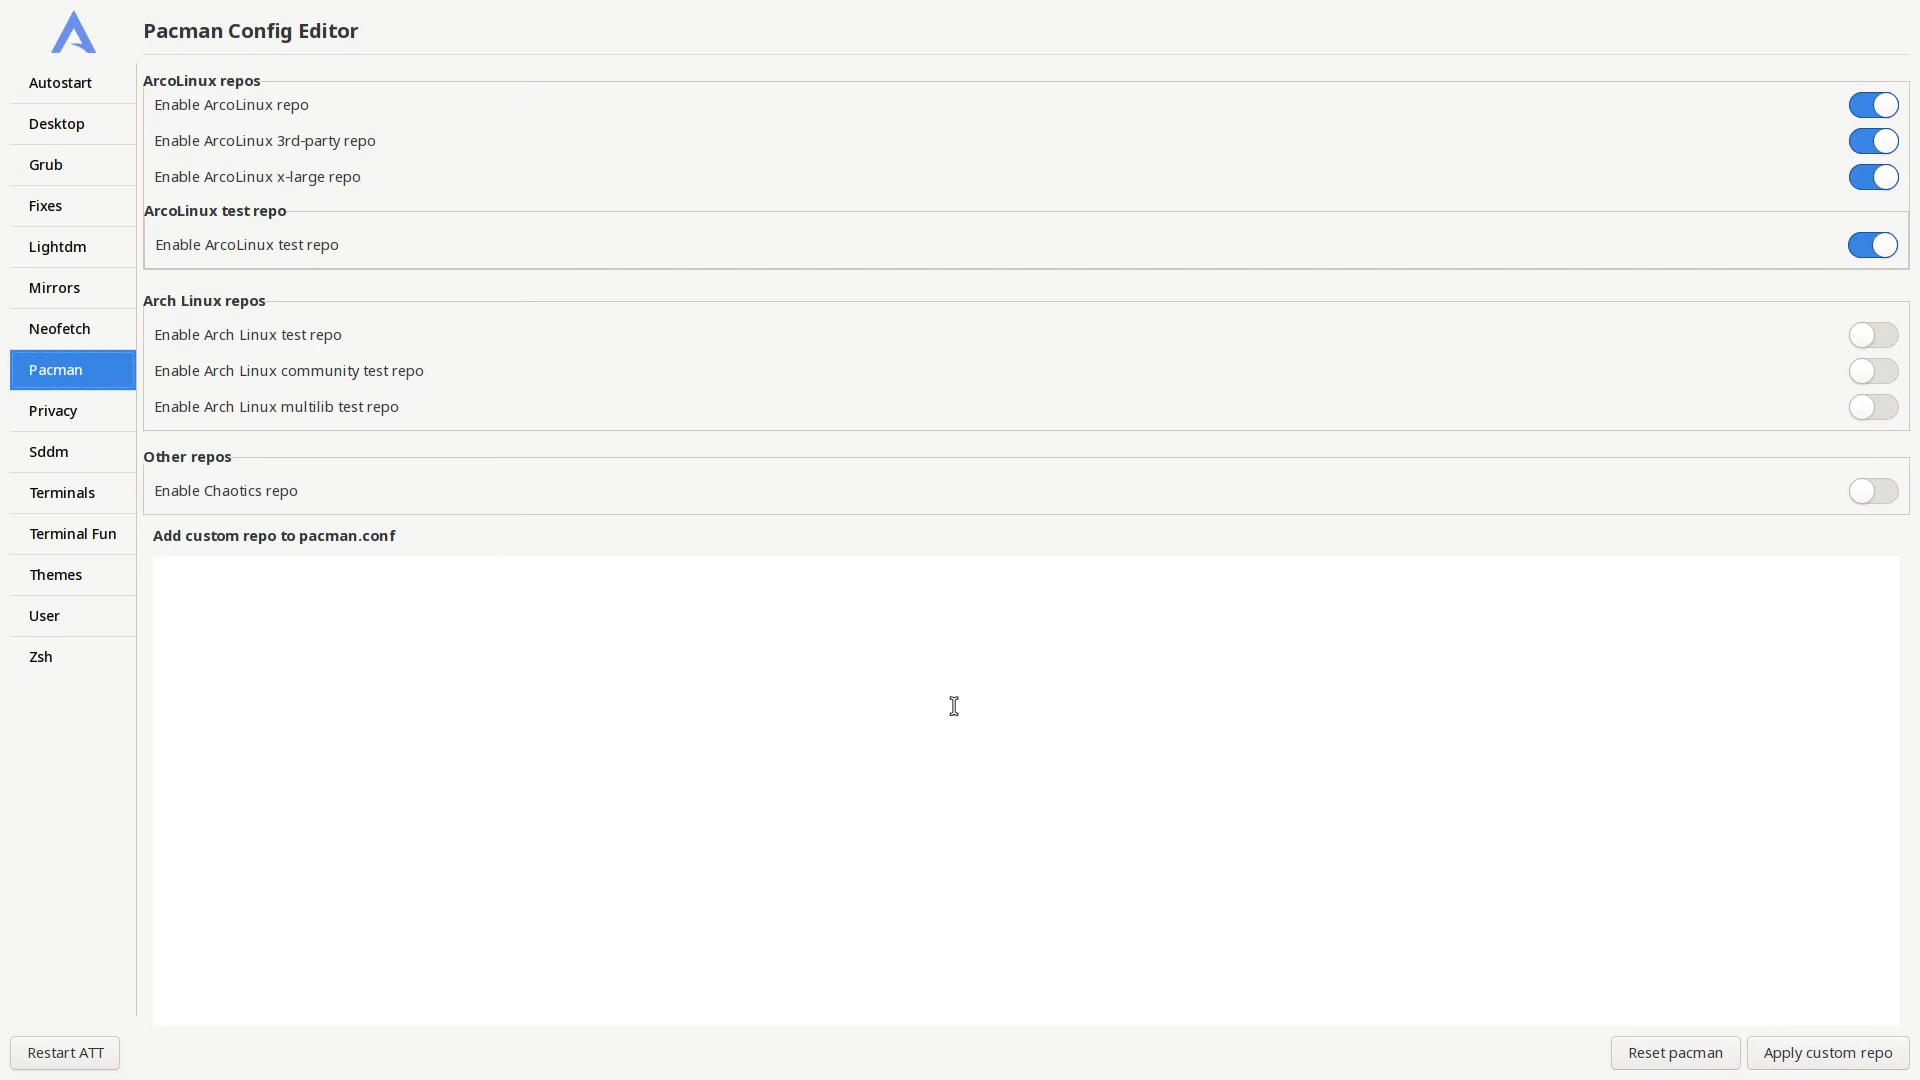 Pacman Config Editor
Autostart
Desktop
Grub
Fixes
Lightdm
Mirrors
Neofetch
Pacman
Privacy
Sddm
Terminals
Terminal Fun
Themes
User
Zsh
ArcoLinux repos
Enable ArcoLinux repo
Enable ArcoLinux 3rd-party repo
Enable ArcoLinux x-large repo
ArcoLinux test repo
Enable ArcoLinux test repo
Arch Linux repos
Enable Arch Linux test repo
Enable Arch Linux community test repo
Enable Arch Linux multilib test repo
Other repos
Enable Chaotics repo
Add custom repo to pacman.conf
Restart ATT
Reset pacman
Apply custom repo